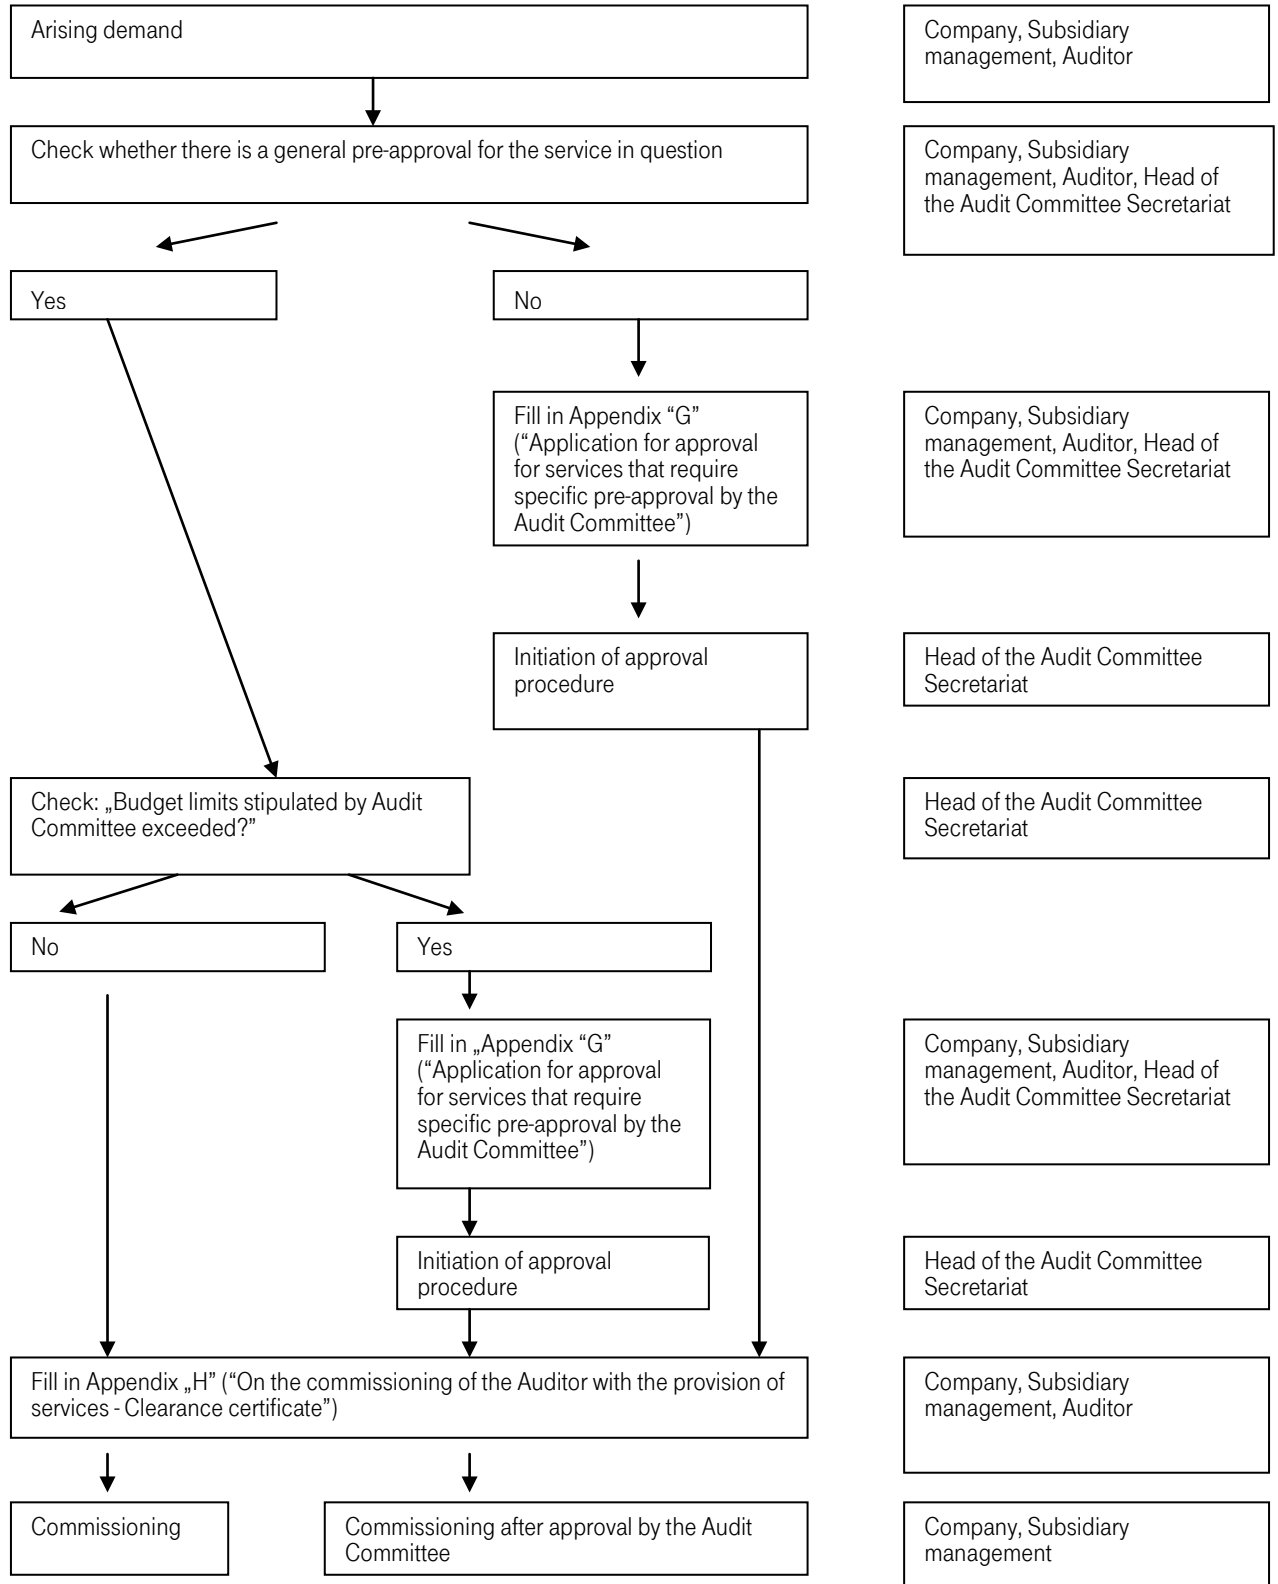 Arising demand
Company, Subsidiary
management, Auditor
Check whether there is a general pre-approval for the service in question
Company, Subsidiary
management, Auditor, Head of
the Audit Committee Secretariat
Yes
No
Fill in Appendix “G”
(“Application for approval
for services that require
specific pre-approval by the
Audit Committee”)
Company, Subsidiary
management, Auditor, Head of
the Audit Committee Secretariat
Initiation of approval
procedure
Head of the Audit Committee
Secretariat
Check: „Budget limits stipulated by Audit
Committee exceeded?”
Head of the Audit Committee
Secretariat
No
Yes
Fill in „Appendix “G”
(“Application for approval
for services that require
specific pre-approval by the
Audit Committee”)
Company, Subsidiary
management, Auditor, Head of
the Audit Committee Secretariat
Initiation of approval
procedure
Head of the Audit Committee
Secretariat
Fill in Appendix „H” (“On the commissioning of the Auditor with the provision of
services - Clearance certificate”)
Company, Subsidiary
management, Auditor
Commissioning
Commissioning after approval by the Audit
Committee
Company, Subsidiary
management